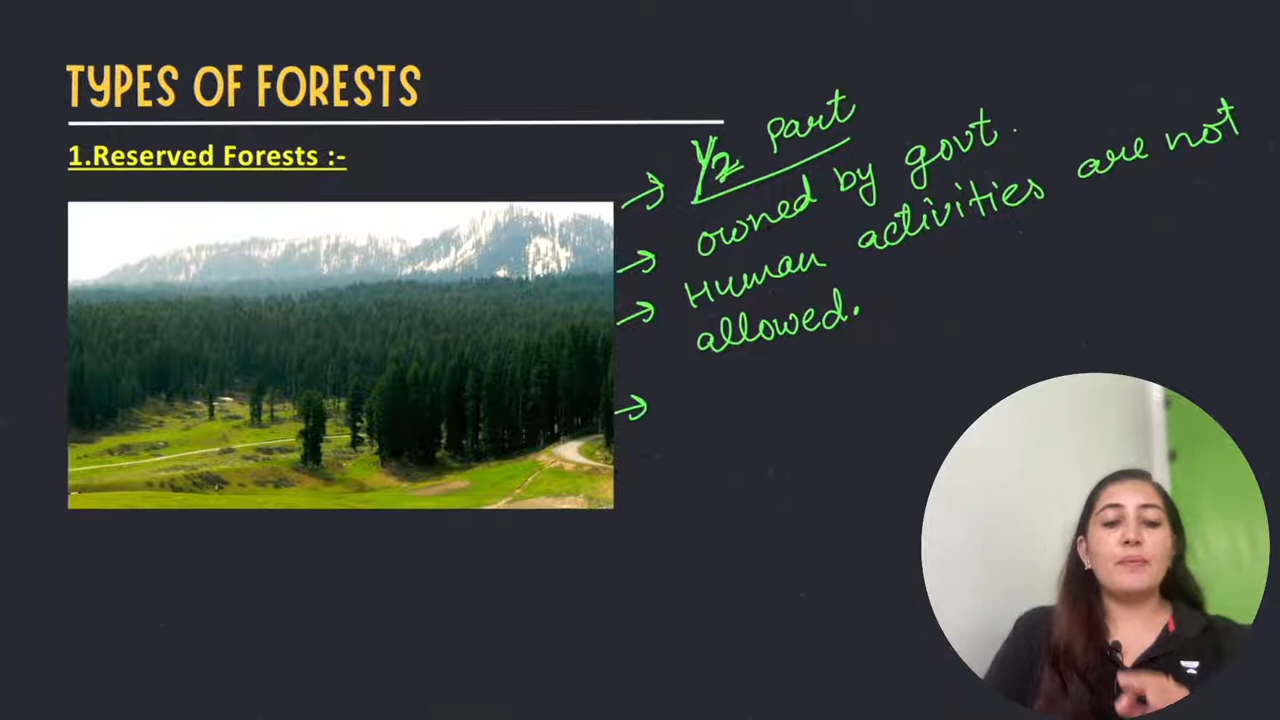 TYPES OF FORESTS
1.Reserved Forests :-
→ 1/2 Part
→ owned by govt.
→ Human activities are not
allowed.
→